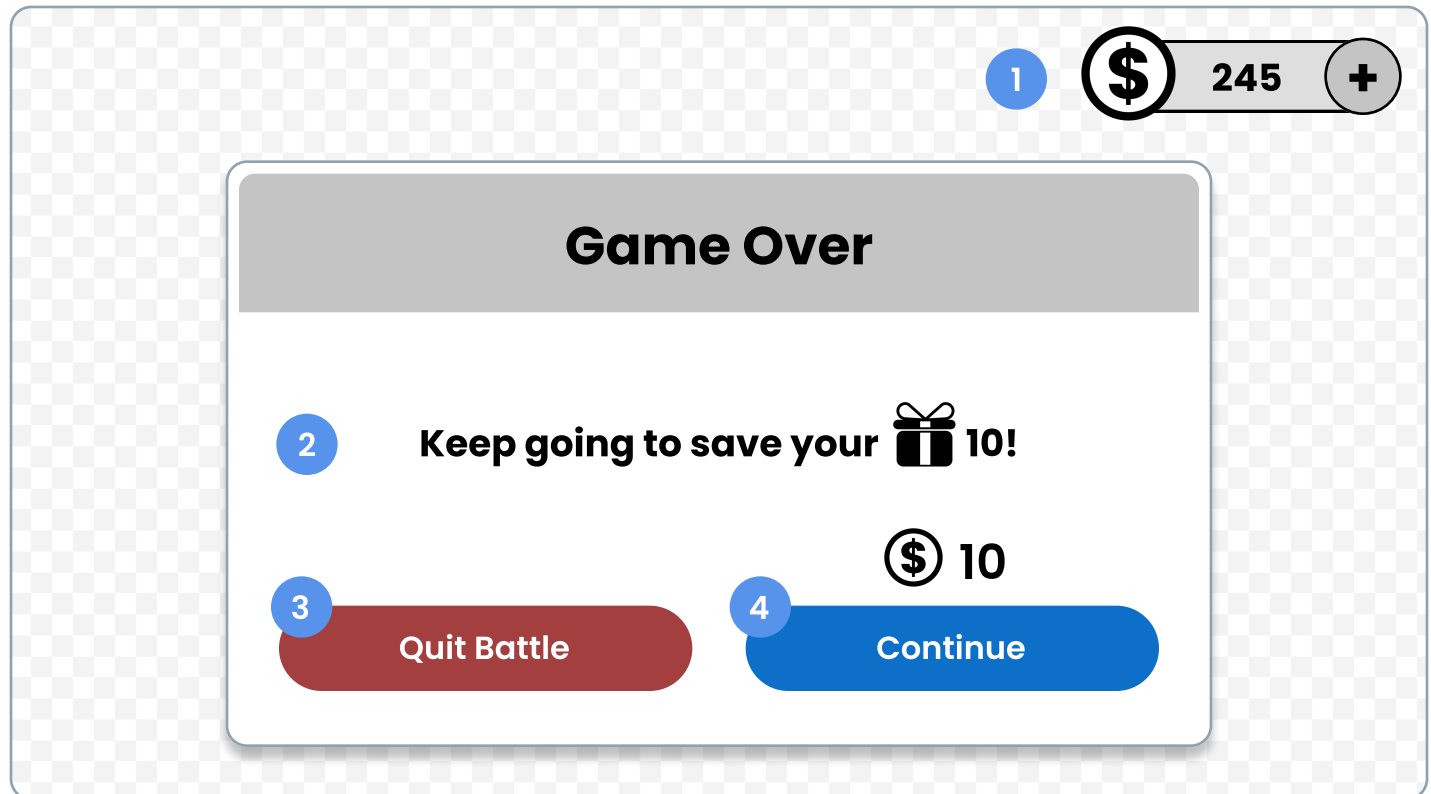 1 $ 245 +
Game Over
2 Keep going to save your 10!
$ 10
3 Quit Battle
4 Continue